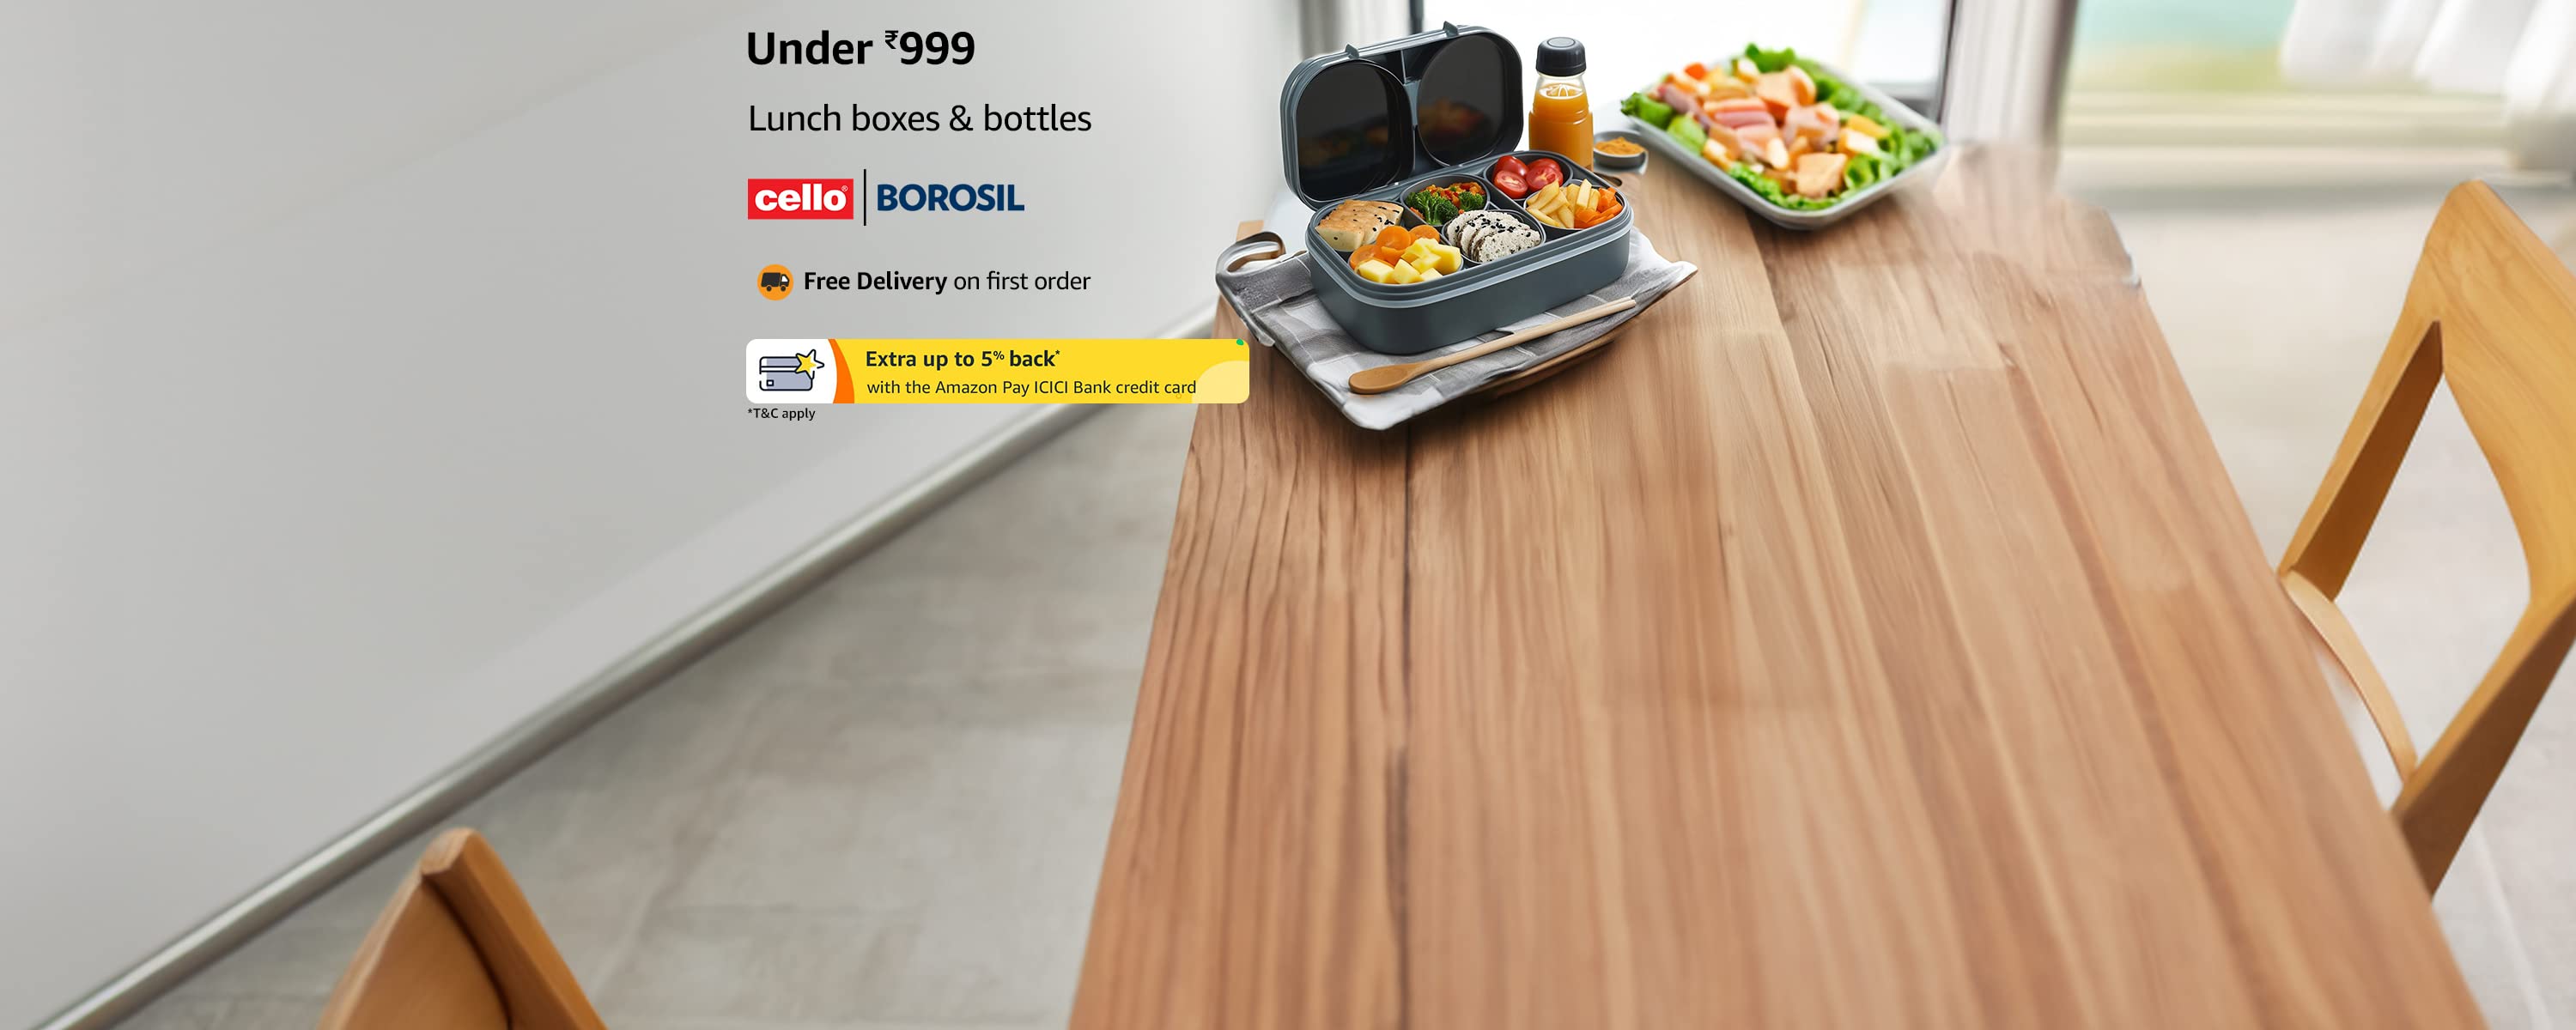 Under ₹999
Lunch boxes & bottles
cello® | BOROSIL
Free Delivery on first order
Extra up to 5% back*
with the Amazon Pay ICICI Bank credit card
*T&C apply